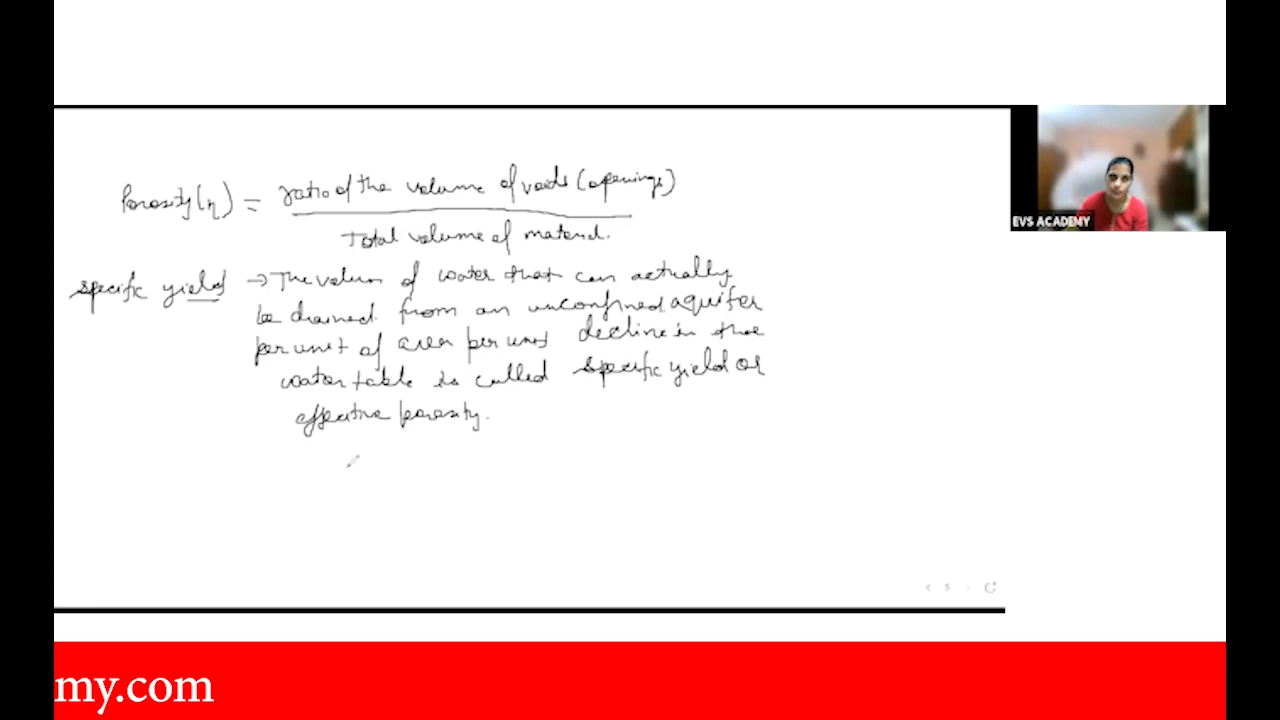 Porosity (η) = ratio of the volume of voids (openings)
Total volume of material.
specific yield → The volum of water that can actually
be drained from an unconfined aquifer
per unit of area per unit decline in the
water table is called specific yield or
effective porosity.
EVS ACADEMY
5
my.com